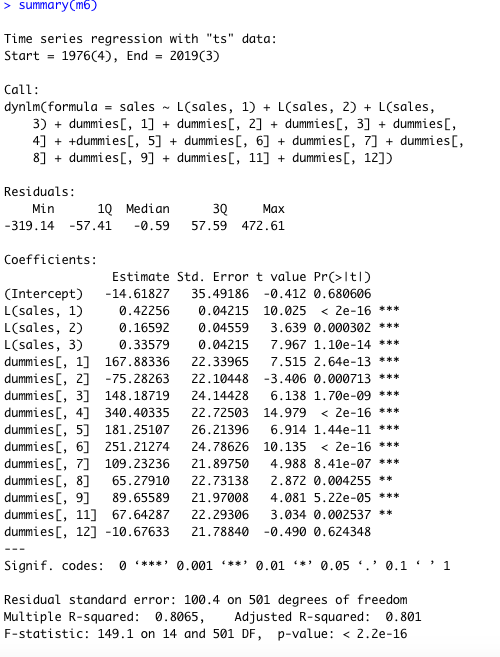 > summary(m6)
Time series regression with "ts" data:
Start = 1976(4), End = 2019(3)
Call:
dynlm(formula = sales ~ L(sales, 1) + L(sales, 2) + L(sales,
    3) + dummies[, 1] + dummies[, 2] + dummies[, 3] + dummies[,
    4] + +dummies[, 5] + dummies[, 6] + dummies[, 7] + dummies[,
    8] + dummies[, 9] + dummies[, 11] + dummies[, 12])
Residuals:
    Min      1Q  Median      3Q     Max
-319.14  -57.41   -0.59   57.59  472.61
Coefficients:
              Estimate Std. Error t value Pr(>|t|)
(Intercept)  -14.61827   35.49186  -0.412 0.680606
L(sales, 1)    0.42256    0.04215  10.025  < 2e-16 ***
L(sales, 2)    0.16592    0.04559   3.639 0.000302 ***
L(sales, 3)    0.33579    0.04215   7.967 1.10e-14 ***
dummies[, 1] 167.88336   22.33965   7.515 2.64e-13 ***
dummies[, 2] -75.28263   22.10448  -3.406 0.000713 ***
dummies[, 3] 148.18719   24.14428   6.138 1.70e-09 ***
dummies[, 4] 340.40335   22.72503  14.979  < 2e-16 ***
dummies[, 5] 181.25107   26.21396   6.914 1.44e-11 ***
dummies[, 6] 251.21274   24.78626  10.135  < 2e-16 ***
dummies[, 7] 109.23236   21.89750   4.988 8.41e-07 ***
dummies[, 8]  65.27910   22.73138   2.872 0.004255 **
dummies[, 9]  89.65589   21.97008   4.081 5.22e-05 ***
dummies[, 11]  67.64287   22.29306   3.034 0.002537 **
dummies[, 12] -10.67633   21.78840  -0.490 0.624348
---
Signif. codes:  0 ‘***’ 0.001 ‘**’ 0.01 ‘*’ 0.05 ‘.’ 0.1 ‘ ’ 1
Residual standard error: 100.4 on 501 degrees of freedom
Multiple R-squared:  0.8065,    Adjusted R-squared:  0.801
F-statistic: 149.1 on 14 and 501 DF,  p-value: < 2.2e-16